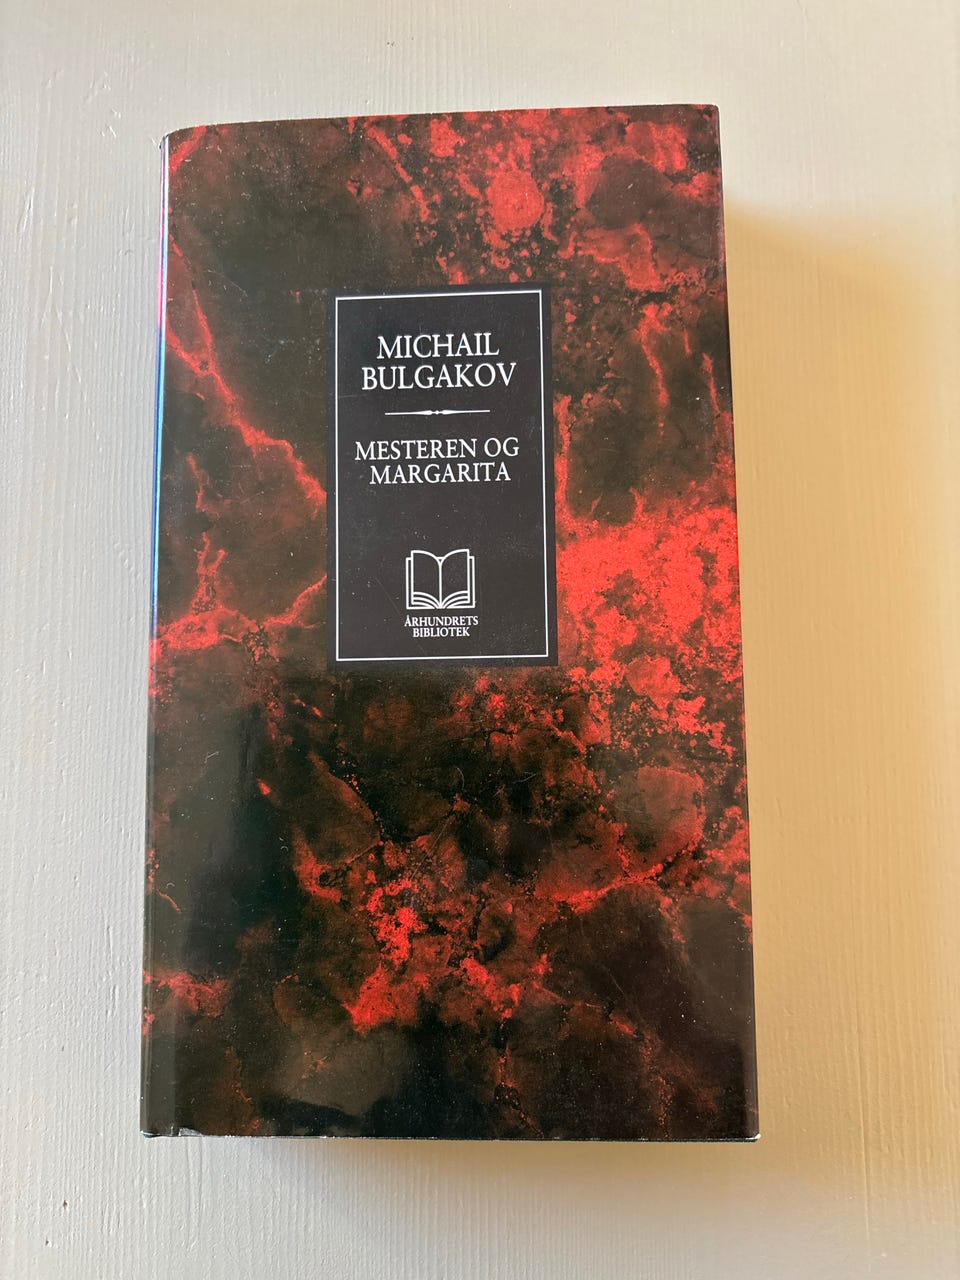 MICHAIL
BULGAKOV
MESTEREN OG
MARGARITA
ÅRHUNDRETS
BIBLIOTEK